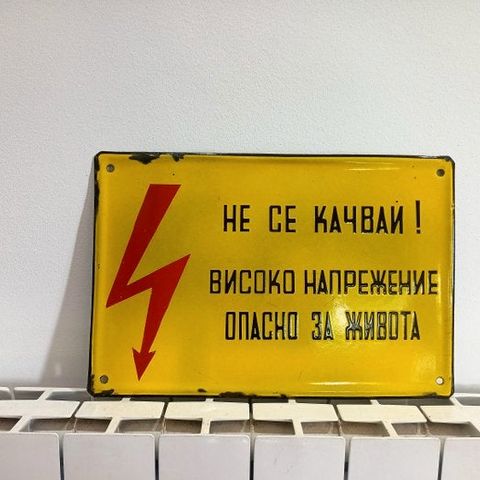 НЕ СЕ КАЧВАЙ!
ВИСОКО НАПРЕЖЕНИЕ
ОПАСНО ЗА ЖИВОТА